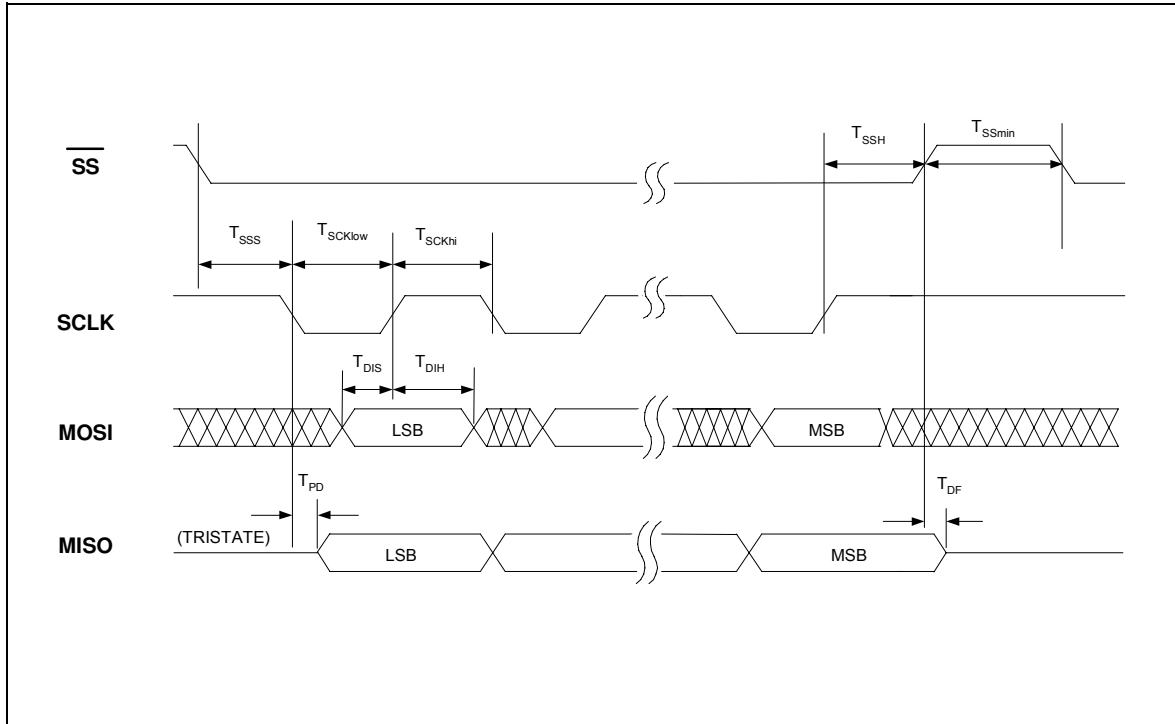 T_SSH T_SSmin
SS
T_SSS T_SCKlow T_SCKhi
SCLK
T_DIS T_DIH
MOSI LSB MSB
T_PD T_DF
MISO (TRISTATE) LSB MSB